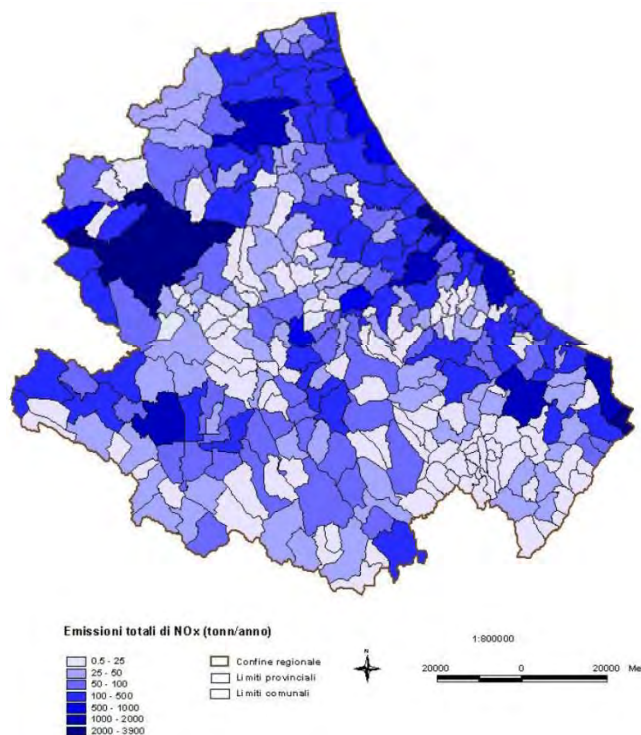 Emissioni totali di NOx (tonn/anno)
0.5 - 25
25 - 50
50 - 100
100 - 500
500 - 1000
1000 - 2000
2000 - 3900
Confine regionale
Limiti provinciali
Limiti comunali
N
1:800000
20000 0 20000 Me